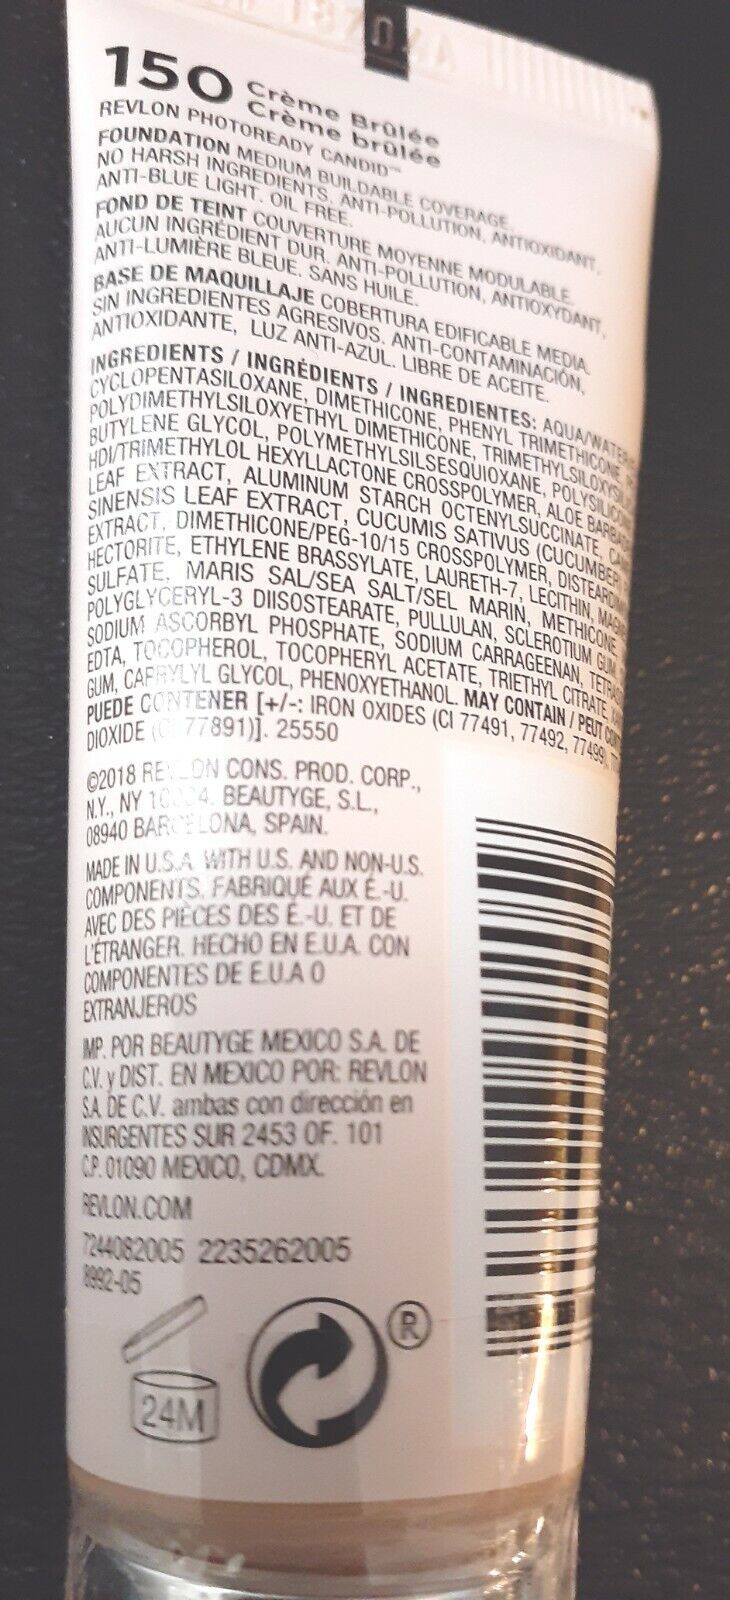 150 Crème Brûlée
Crème brûlée
REVLON PHOTOREADY CANDID™
FOUNDATION MEDIUM BUILDABLE COVERAGE.
NO HARSH INGREDIENTS. ANTI-POLLUTION, ANTIOXIDANT,
ANTI-BLUE LIGHT. OIL FREE.
FOND DE TEINT COUVERTURE MOYENNE MODULABLE.
AUCUN INGRÉDIENT DUR. ANTI-POLLUTION, ANTIOXYDANT,
ANTI-LUMIÈRE BLEUE. SANS HUILE.
BASE DE MAQUILLAJE COBERTURA EDIFICABLE MEDIA.
SIN INGREDIENTES AGRESIVOS. ANTI-CONTAMINACIÓN,
ANTIOXIDANTE, LUZ ANTI-AZUL. LIBRE DE ACEITE.
INGREDIENTS / INGRÉDIENTS / INGREDIENTES: AQUA/WATER
CYCLOPENTASILOXANE, DIMETHICONE, PHENYL TRIMETHICONE,
POLYDIMETHYLSILOXYETHYL DIMETHICONE,
BUTYLENE GLYCOL, POLYMETHYLSILSESQUIOXANE,
HDI/TRIMETHYLOL HEXYLLACTONE CROSSPOLYMER, ALOE
LEAF EXTRACT, ALUMINUM STARCH OCTENYLSUCCINATE,
SINENSIS LEAF EXTRACT, CUCUMIS SATIVUS (CUCUMBER)
EXTRACT, DIMETHICONE/PEG-10/15 CROSSPOLYMER,
HECTORITE, ETHYLENE BRASSYLATE, LAURETH-7, LECITHIN,
SULFATE, MARIS SAL/SEA SALT/SEL MARIN, METHICONE
POLYGLYCERYL-3 DIISOSTEARATE, PULLULAN, SCLEROTIUM GUM,
SODIUM ASCORBYL PHOSPHATE, SODIUM CARRAGEENAN,
EDTA, TOCOPHEROL, TOCOPHERYL ACETATE, TRIETHYL CITRATE,
GUM, CAPRYLYL GLYCOL, PHENOXYETHANOL. MAY CONTAIN / PEUT
PUEDE CONTENER [+/-: IRON OXIDES (CI 77491, 77492, 77499),
DIOXIDE (CI 77891)]. 25550
©2018 REVLON CONS. PROD. CORP.,
N.Y., NY 10004. BEAUTYGE, S.L.,
08940 BARCELONA, SPAIN.
MADE IN U.S.A. WITH U.S. AND NON-U.S.
COMPONENTS. FABRIQUÉ AUX É.-U.
AVEC DES PIÈCES DES É.-U. ET DE
L'ÉTRANGER. HECHO EN E.U.A. CON
COMPONENTES DE E.U.A O
EXTRANJEROS
IMP. POR BEAUTYGE MEXICO S.A. DE
C.V. y DIST. EN MEXICO POR: REVLON
S.A. DE C.V. ambas con dirección en
INSURGENTES SUR 2453 OF. 101
C.P. 01090 MEXICO, CDMX.
REVLON.COM
7244082005 2235262005
8992-05
24M
®